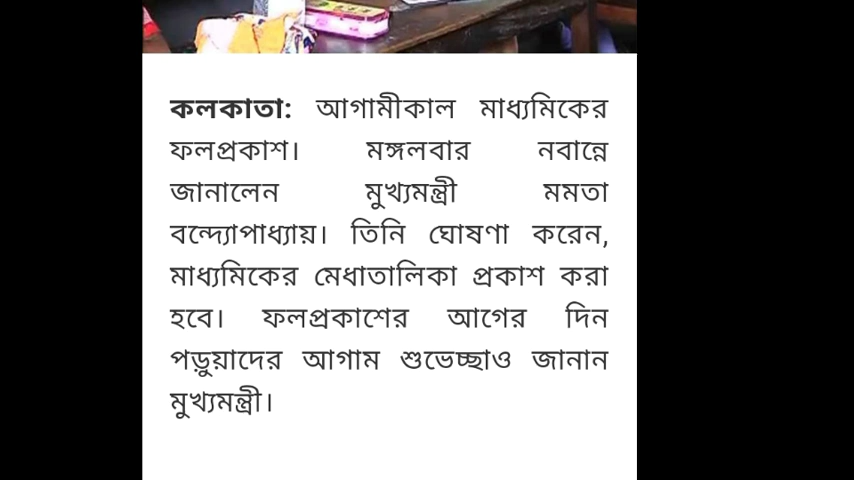 কলকাতা: আগামীকাল মাধ্যমিকের
ফলপ্রকাশ। মঙ্গলবার নবান্নে
জানালেন মুখ্যমন্ত্রী মমতা
বন্দ্যোপাধ্যায়। তিনি ঘোষণা করেন,
মাধ্যমিকের মেধাতালিকা প্রকাশ করা
হবে। ফলপ্রকাশের আগের দিন
পড়ুয়াদের আগাম শুভেচ্ছাও জানান
মুখ্যমন্ত্রী।